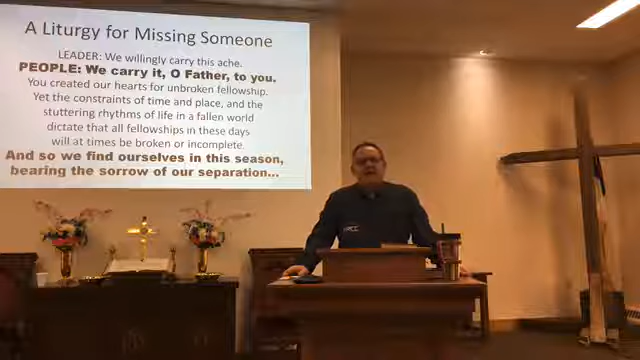 A Liturgy for Missing Someone
LEADER: We willingly carry this ache.
PEOPLE: We carry it, O Father, to you.
You created our hearts for unbroken fellowship.
Yet the constraints of time and place, and the
stuttering rhythms of life in a fallen world
dictate that all fellowships in these days
will at times be broken or incomplete.
And so we find ourselves in this season,
bearing the sorrow of our separation...